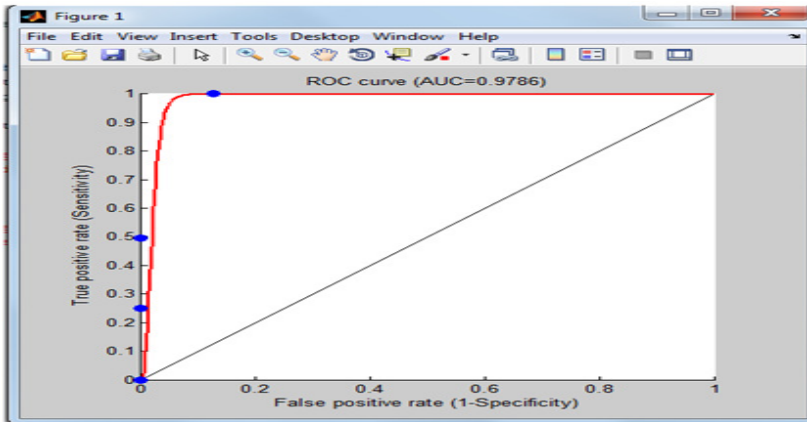 Figure 1
File Edit View Insert Tools Desktop Window Help
ROC curve (AUC=0.9786)
True positive rate (Sensitivity)
1
0.9
0.8
0.7
0.6
0.5
0.4
0.3
0.2
0.1
0
0 0.2 0.4 0.6 0.8 1
False positive rate (1-Specificity)